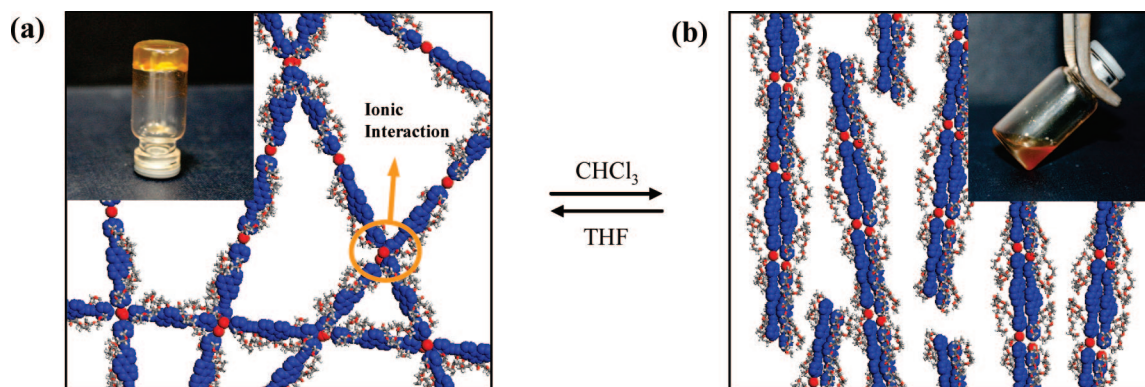 (a)
Ionic
Interaction
CHCl₃
THF
(b)